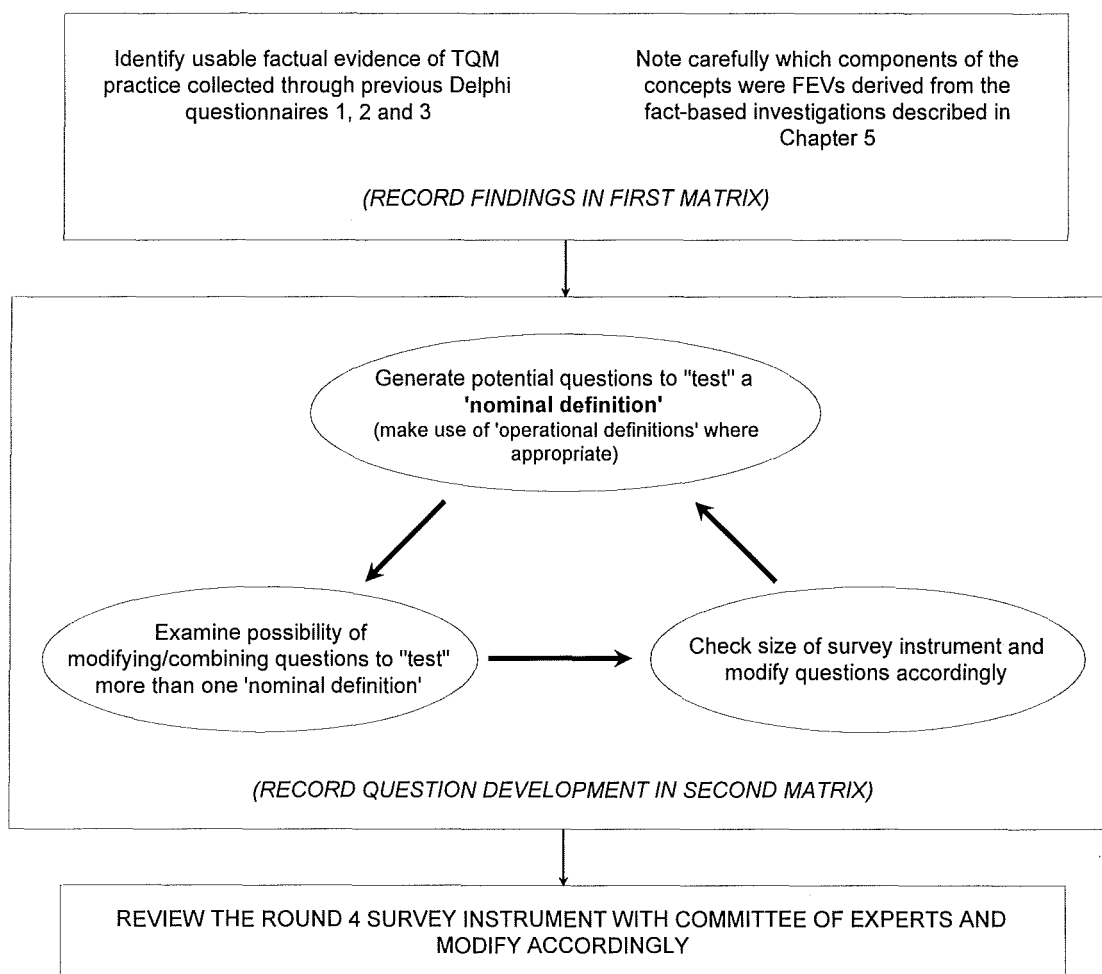 Identify usable factual evidence of TQM
practice collected through previous Delphi
questionnaires 1, 2 and 3
Note carefully which components of the
concepts were FEVs derived from the
fact-based investigations described in
Chapter 5
(RECORD FINDINGS IN FIRST MATRIX)
Generate potential questions to "test" a
'nominal definition'
(make use of 'operational definitions' where
appropriate)
Examine possibility of
modifying/combining questions to "test"
more than one 'nominal definition'
Check size of survey instrument and
modify questions accordingly
(RECORD QUESTION DEVELOPMENT IN SECOND MATRIX)
REVIEW THE ROUND 4 SURVEY INSTRUMENT WITH COMMITTEE OF EXPERTS AND
MODIFY ACCORDINGLY